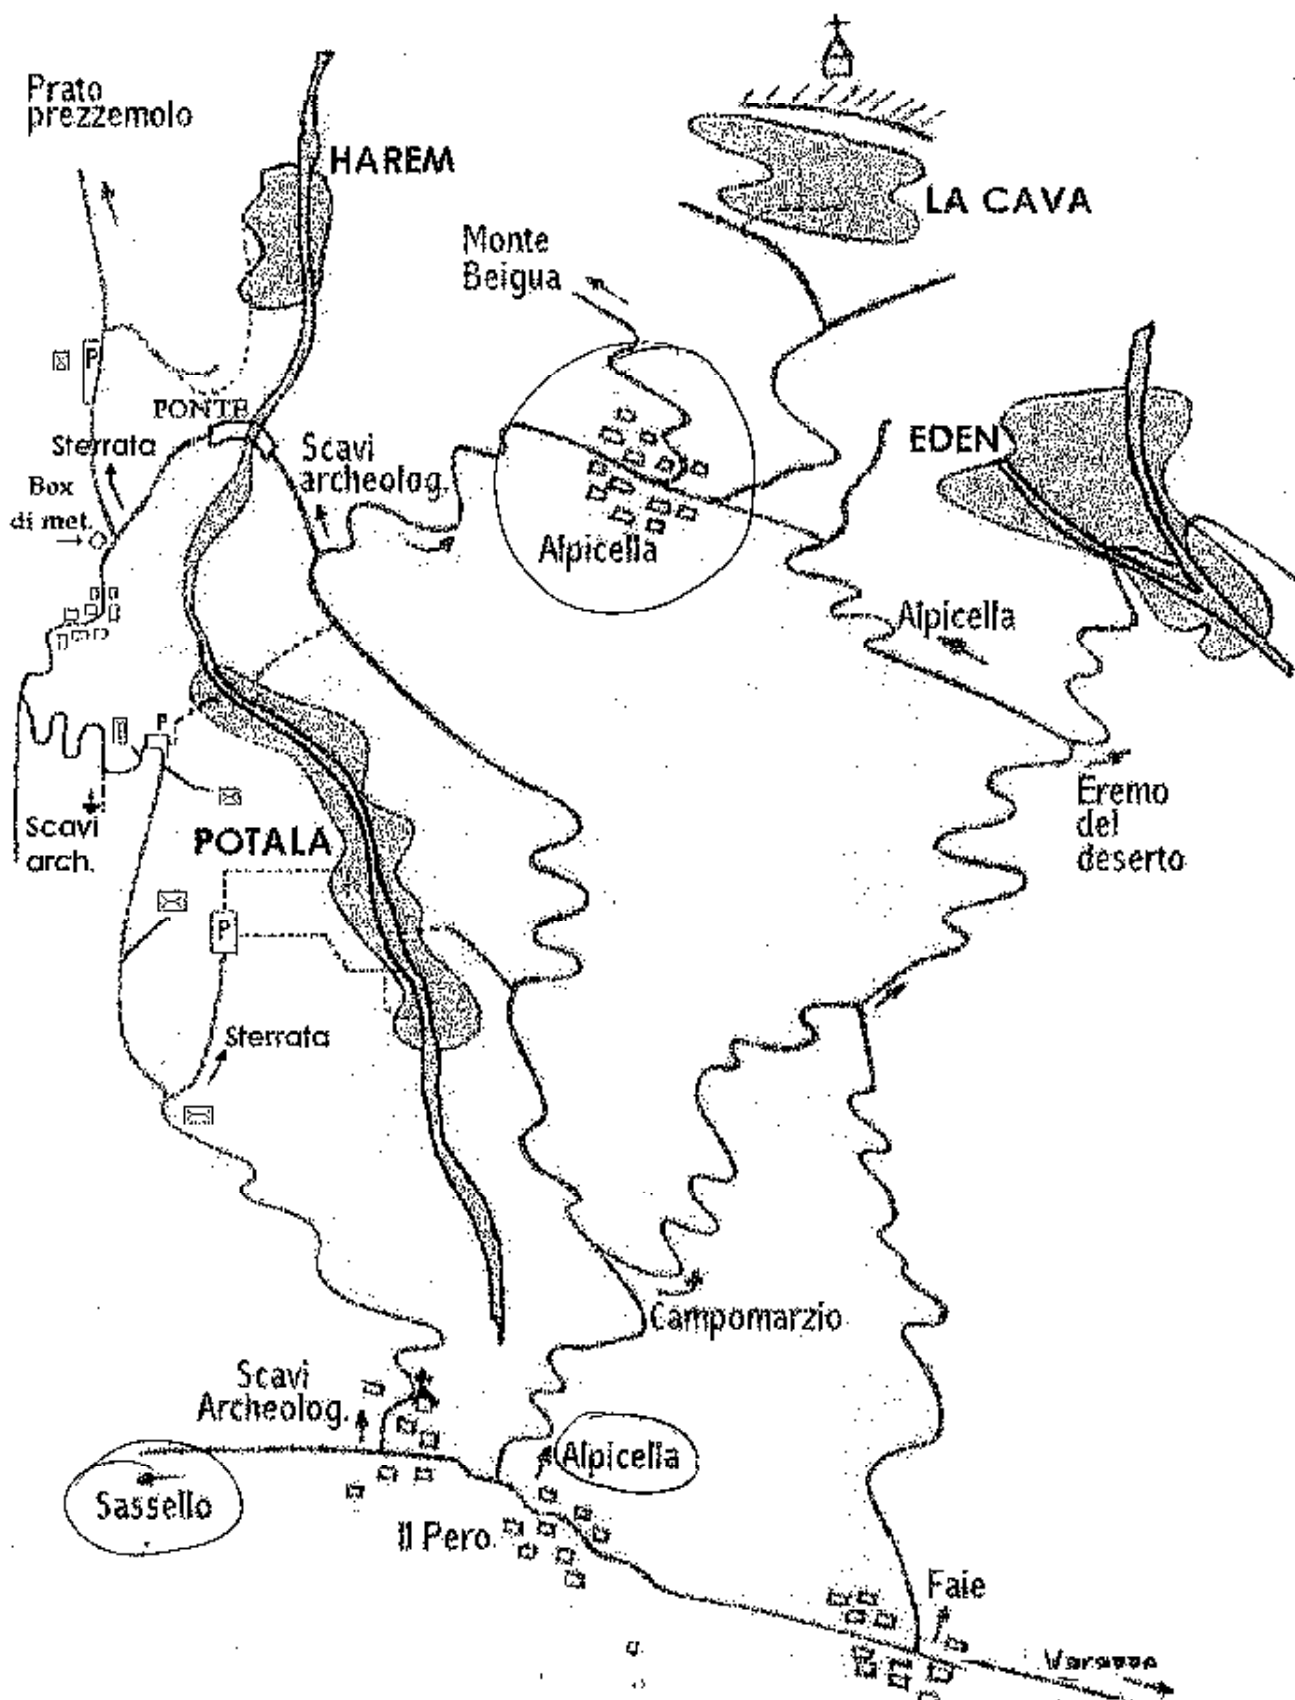 Prato
prezzemolo
HAREM
LA CAVA
Monte
Beigua
P
PONTE
Sterrata
Scavi
archeolog.
EDEN
Box
di met.
Alpicella
Alpicella
P
Eremo
del
deserto
Scavi
arch.
POTALA
P
Sterrata
Campomarzio
Scavi
Archeolog.
Alpicella
Sassello
Il Pero.
Faie
Varazze